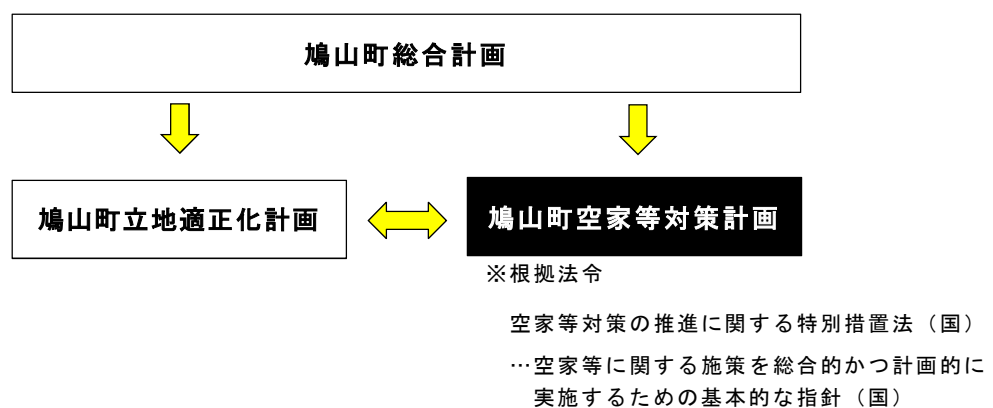 鳩山町総合計画
鳩山町立地適正化計画
鳩山町空家等対策計画
※根拠法令
空家等対策の推進に関する特別措置法（国）
…空家等に関する施策を総合的かつ計画的に
実施するための基本的な指針（国）